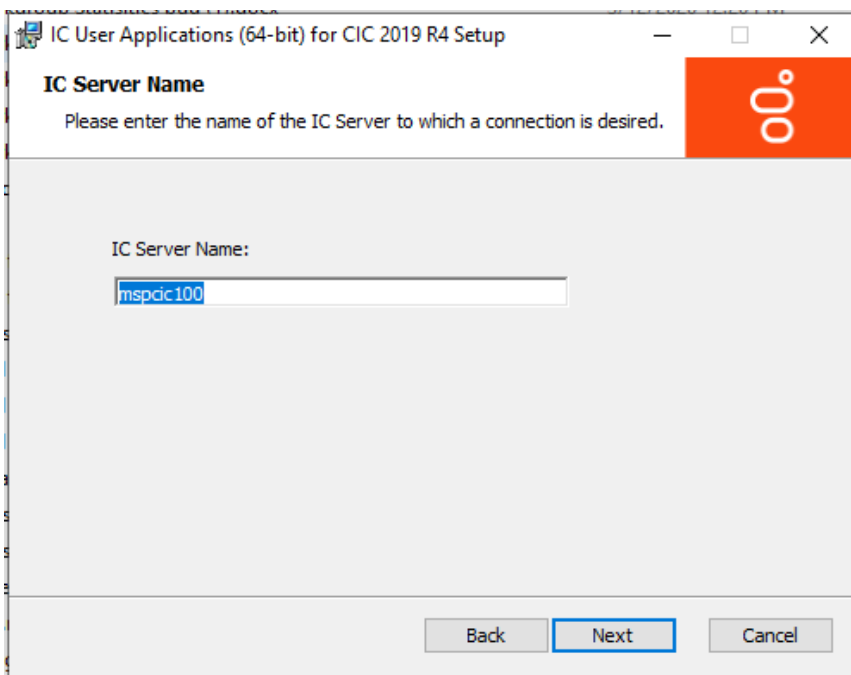 IC User Applications (64-bit) for CIC 2019 R4 Setup
IC Server Name
Please enter the name of the IC Server to which a connection is desired.
IC Server Name:
mspcic100
Back Next Cancel